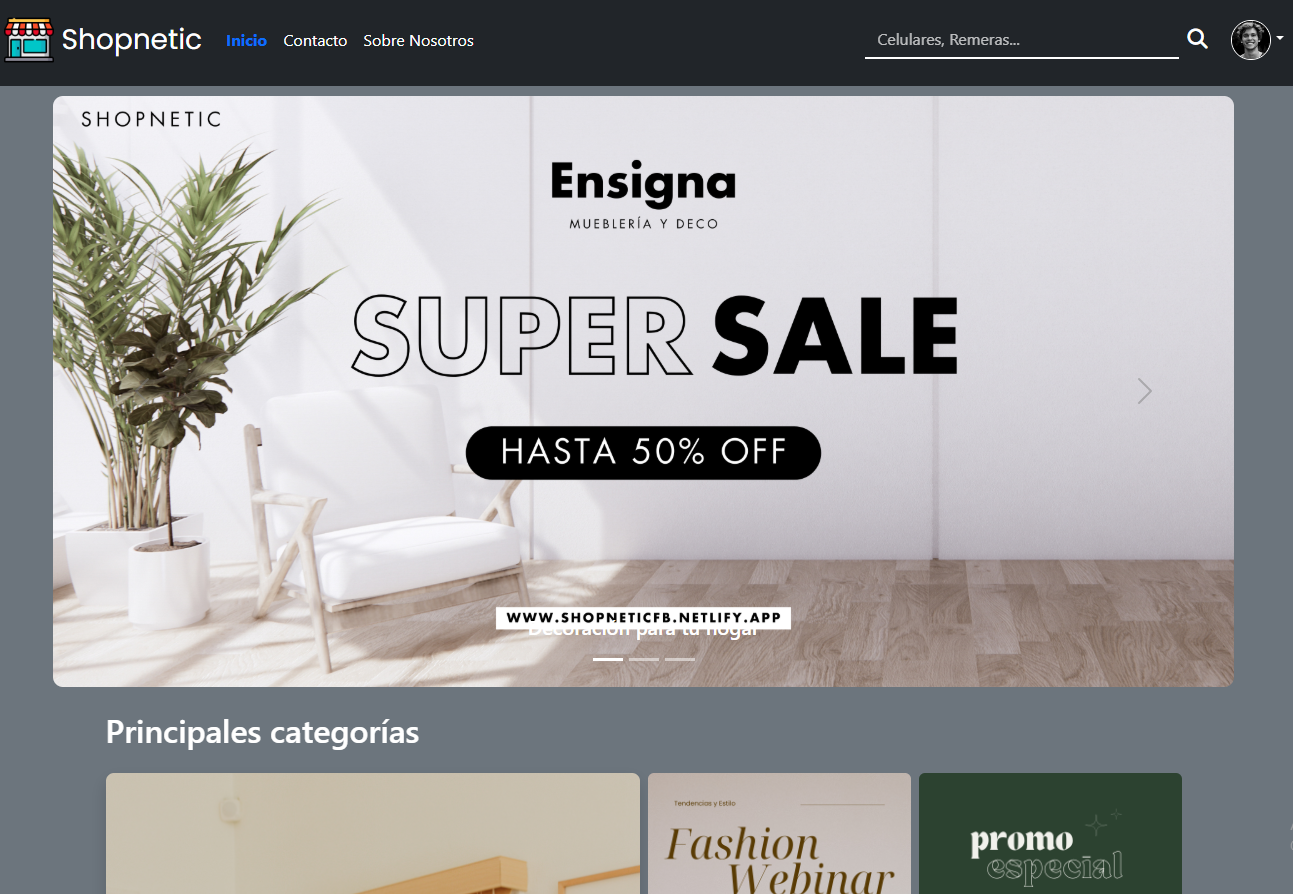 Shopnetic
Inicio Contacto Sobre Nosotros
Celulares, Remeras...
SHOPNETIC
Ensigna
MUEBLERÍA Y DECO
SUPER SALE
HASTA 50% OFF
WWW.SHOPNETICFB.NETLIFY.APP
Decoración para tu hogar
Principales categorías
Tendencias y Estilo
Fashion
Webinar
promo
especial